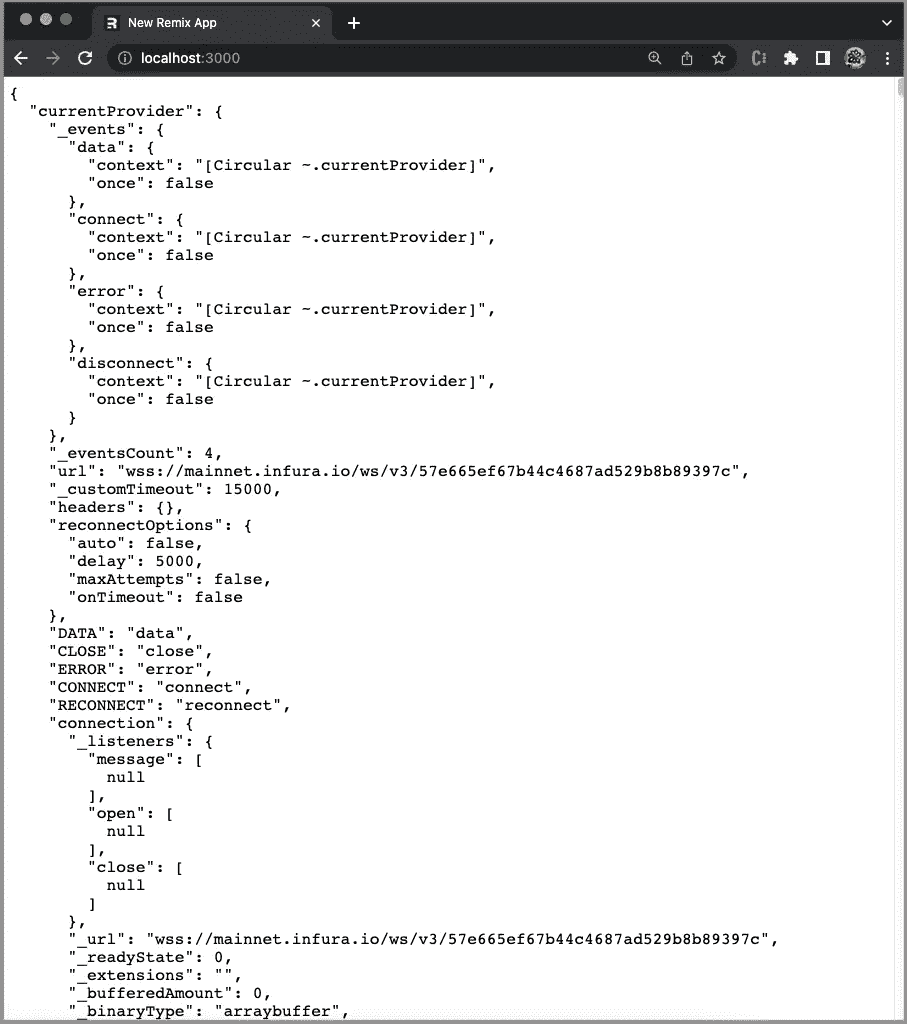 New Remix App
localhost:3000
{
  "currentProvider": {
    "_events": {
      "data": {
        "context": "[Circular ~.currentProvider]",
        "once": false
      },
      "connect": {
        "context": "[Circular ~.currentProvider]",
        "once": false
      },
      "error": {
        "context": "[Circular ~.currentProvider]",
        "once": false
      },
      "disconnect": {
        "context": "[Circular ~.currentProvider]",
        "once": false
      }
    },
    "_eventsCount": 4,
    "url": "wss://mainnet.infura.io/ws/v3/57e665ef67b44c4687ad529b8b89397c",
    "_customTimeout": 15000,
    "headers": {},
    "reconnectOptions": {
      "auto": false,
      "delay": 5000,
      "maxAttempts": false,
      "onTimeout": false
    },
    "DATA": "data",
    "CLOSE": "close",
    "ERROR": "error",
    "CONNECT": "connect",
    "RECONNECT": "reconnect",
    "connection": {
      "_listeners": {
        "message": [
          null
        ],
        "open": [
          null
        ],
        "close": [
          null
        ]
      },
      "_url": "wss://mainnet.infura.io/ws/v3/57e665ef67b44c4687ad529b8b89397c",
      "_readyState": 0,
      "_extensions": "",
      "_bufferedAmount": 0,
      "_binaryType": "arraybuffer",